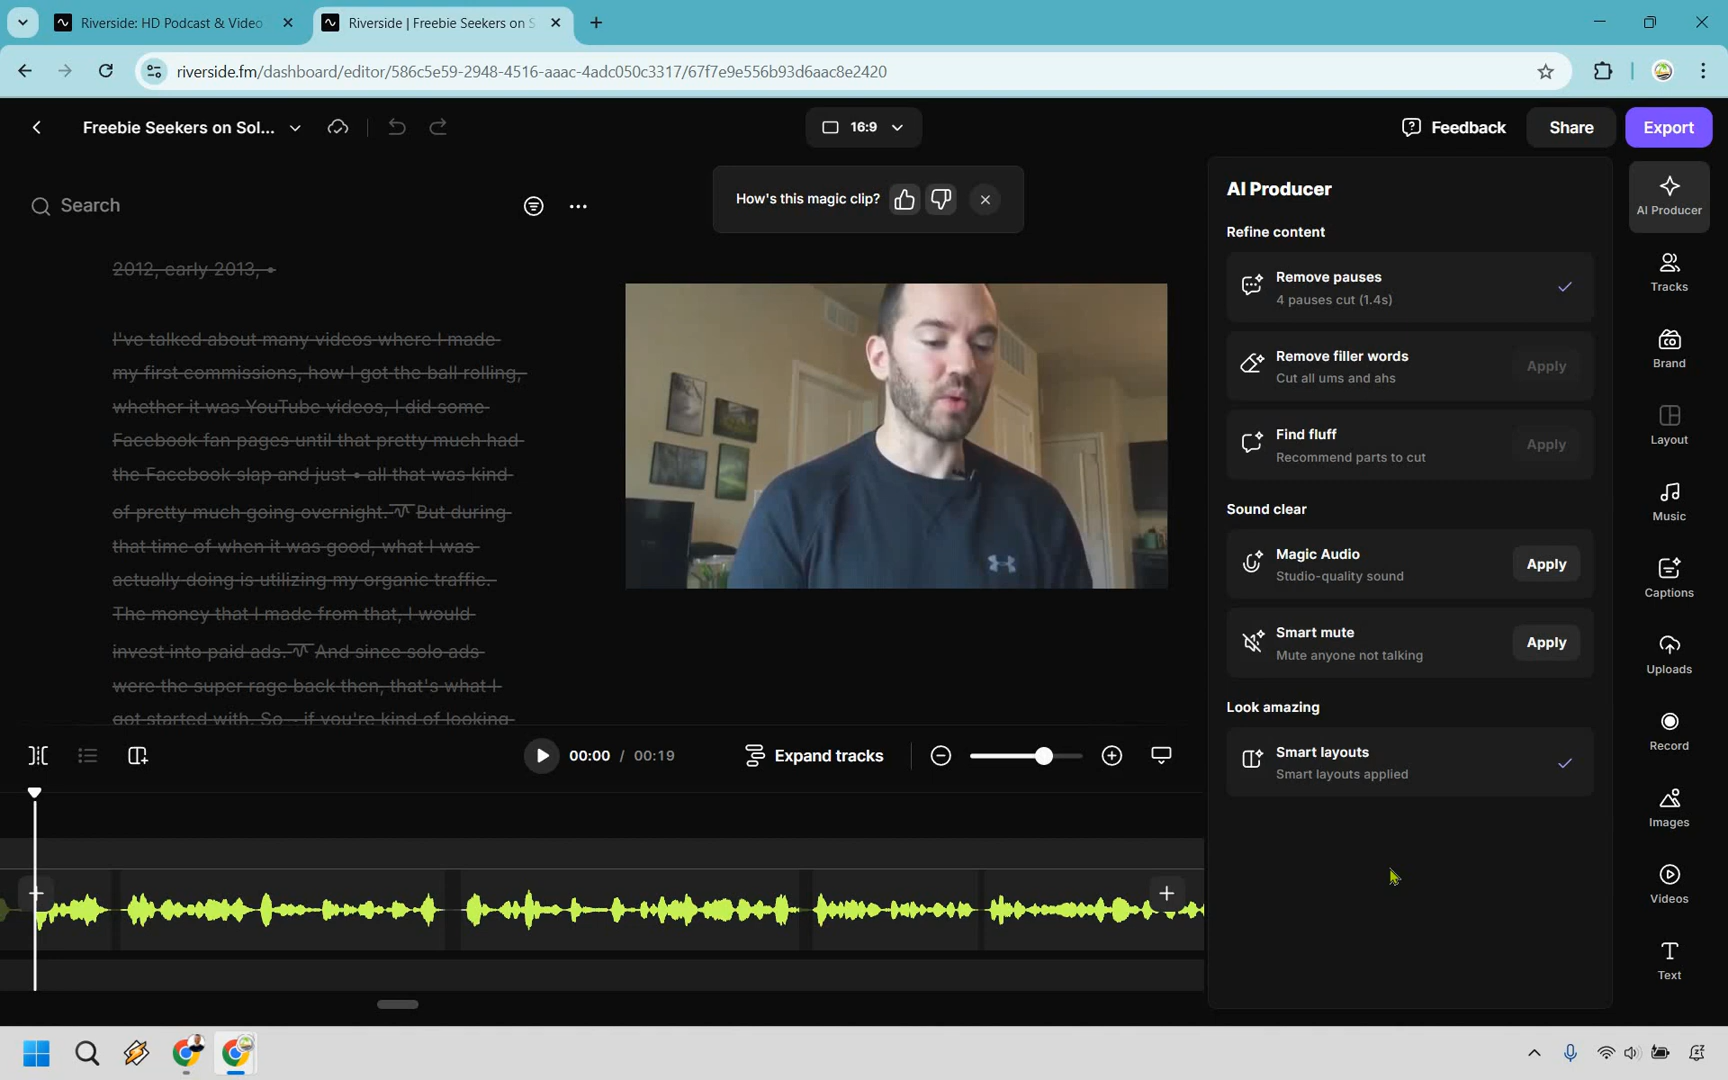 Riverside: HD Podcast & Video
Riverside | Freebie Seekers on S
riverside.fm/dashboard/editor/586c5e59-2948-4516-aaac-4adc050c3317/67f7e9e556b93d6aac8e2420
Freebie Seekers on Sol...
16:9
Feedback
Share
Export
Search
How's this magic clip?
2012, early 2013, •
I've talked about many videos where I made
my first commissions, how I got the ball rolling,
whether it was YouTube videos, I did some
Facebook fan pages until that pretty much had
the Facebook slap and just • all that was kind
of pretty much going overnight. But during
that time of when it was good, what I was
actually doing is utilizing my organic traffic.
The money that I made from that, I would
invest into paid ads. And since solo ads
were the super rage back then, that's what I
got started with. So •• if you're kind of looking
AI Producer
Refine content
Remove pauses
4 pauses cut (1.4s)
Remove filler words
Cut all ums and ahs
Apply
Find fluff
Recommend parts to cut
Apply
Sound clear
Magic Audio
Studio-quality sound
Apply
Smart mute
Mute anyone not talking
Apply
Look amazing
Smart layouts
Smart layouts applied
AI Producer
Tracks
Brand
Layout
Music
Captions
Uploads
Record
Images
Videos
Text
00:00 / 00:19
Expand tracks